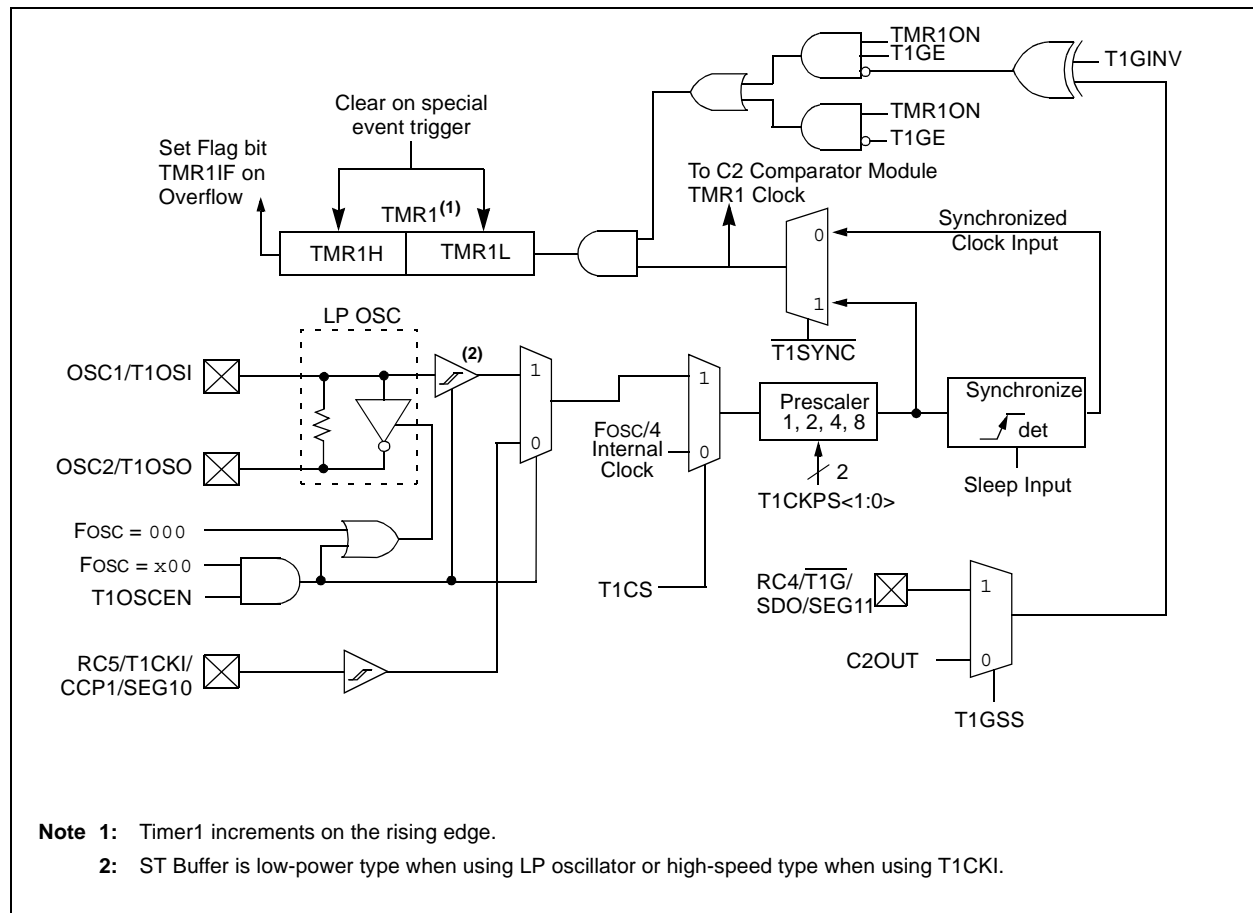 TMR1ON
T1GE
T1GINV
Clear on special
event trigger
TMR1ON
T1GE
Set Flag bit
TMR1IF on
Overflow
To C2 Comparator Module
TMR1 Clock
TMR1(1)
Synchronized
Clock Input
0
TMR1H
TMR1L
1
LP OSC
T1SYNC
(2)
OSC1/T1OSI
1
1
Synchronize
Prescaler
1, 2, 4, 8
det
FOSC/4
Internal
Clock
0
0
OSC2/T1OSO
2
Sleep Input
T1CKPS<1:0>
FOSC = 000
FOSC = x00
T1OSCEN
T1CS
RC4/T1G/
SDO/SEG11
1
RC5/T1CKI/
CCP1/SEG10
C2OUT
0
T1GSS
Note 1: Timer1 increments on the rising edge.
2: ST Buffer is low-power type when using LP oscillator or high-speed type when using T1CKI.